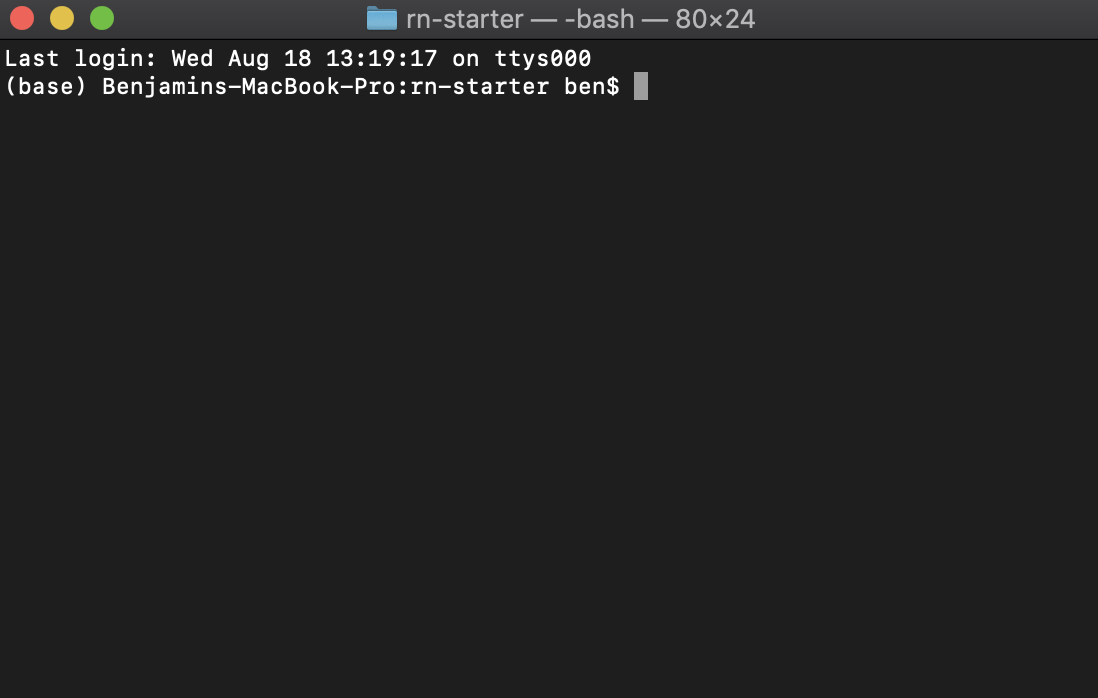 rn-starter — -bash — 80×24
Last login: Wed Aug 18 13:19:17 on ttys000
(base) Benjamins-MacBook-Pro:rn-starter ben$